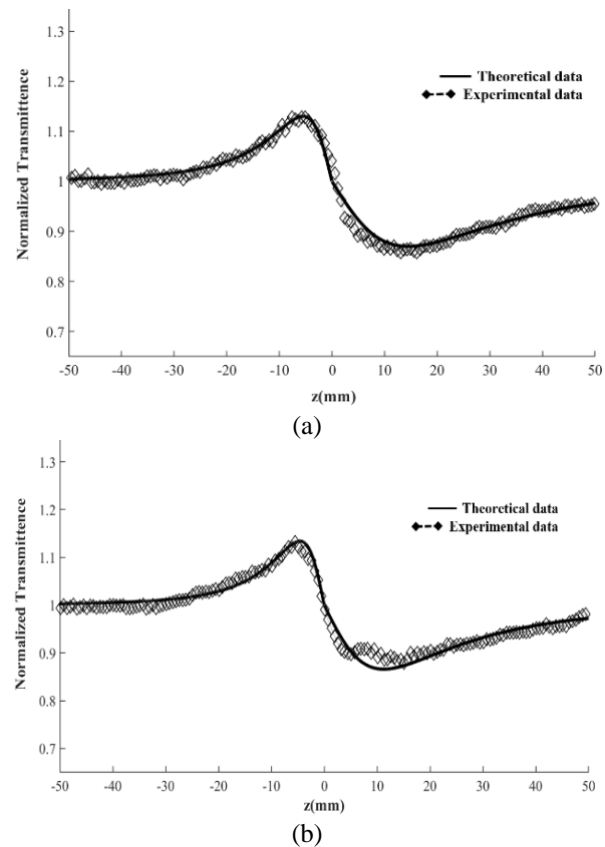 1.3
1.2
1.1
1
0.9
0.8
0.7
Normalized Transmittence
Theoretical data
Experimental data
-50 -40 -30 -20 -10 0 10 20 30 40 50
z(mm)
(a)
1.3
1.2
1.1
1
0.9
0.8
0.7
Normalized Transmittence
Theoretical data
Experimental data
-50 -40 -30 -20 -10 0 10 20 30 40 50
z(mm)
(b)